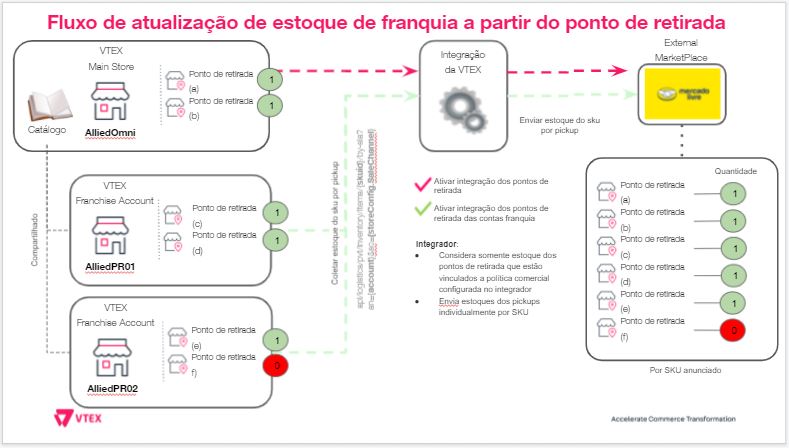 Fluxo de atualização de estoque de franquia a partir do ponto de retirada
VTEX
Main Store
Catálogo
AlliedOmni
Ponto de retirada
(a)
1
Ponto de retirada
(b)
1
Compartilhado
VTEX
Franchise Account
AlliedPR01
Ponto de retirada
(c)
1
Ponto de retirada
(d)
1
VTEX
Franchise Account
AlliedPR02
Ponto de retirada
(e)
1
Ponto de retirada
f)
0
Coletar estoque do sku por pickup
api/logistics/pvt/inventory/items/{skuid}/by-sla?
an={account}&sc={storeConfig.SaleChannel}
Integração
da VTEX
Ativar integração dos pontos de
retirada
Ativar integração dos pontos de
retirada das contas franquia
Integrador:
● Considera somente estoque dos
pontos de retirada que estão
vinculados a política comercial
configurada no integrador
● Envia estoques dos pickups
individualmente por SKU
Enviar estoque do sku
por pickup
External
MarketPlace
mercado
livre
Quantidade
Ponto de retirada
(a)
1
Ponto de retirada
(b)
1
Ponto de retirada
(c)
1
Ponto de retirada
(d)
1
Ponto de retirada
(e)
1
Ponto de retirada
(f)
0
Por SKU anunciado
VTEX
Accelerate Commerce Transformation